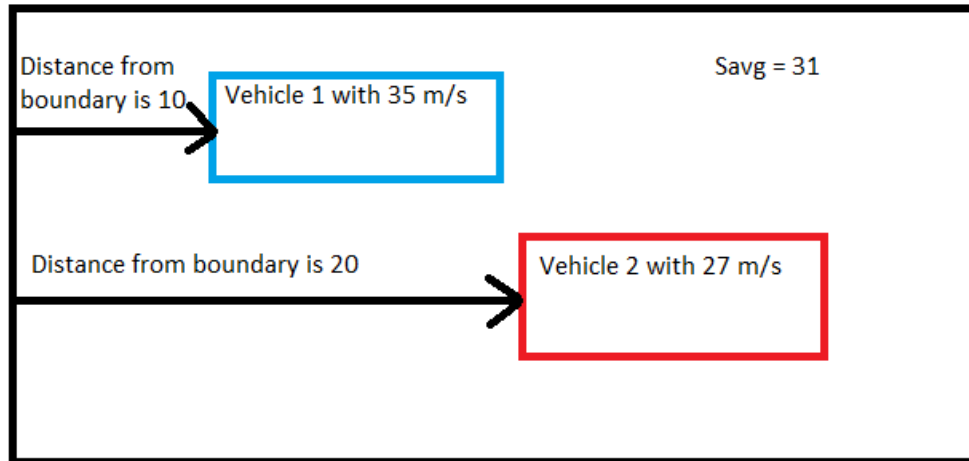 Distance from
boundary is 10
Vehicle 1 with 35 m/s
Savg = 31
Distance from boundary is 20
Vehicle 2 with 27 m/s